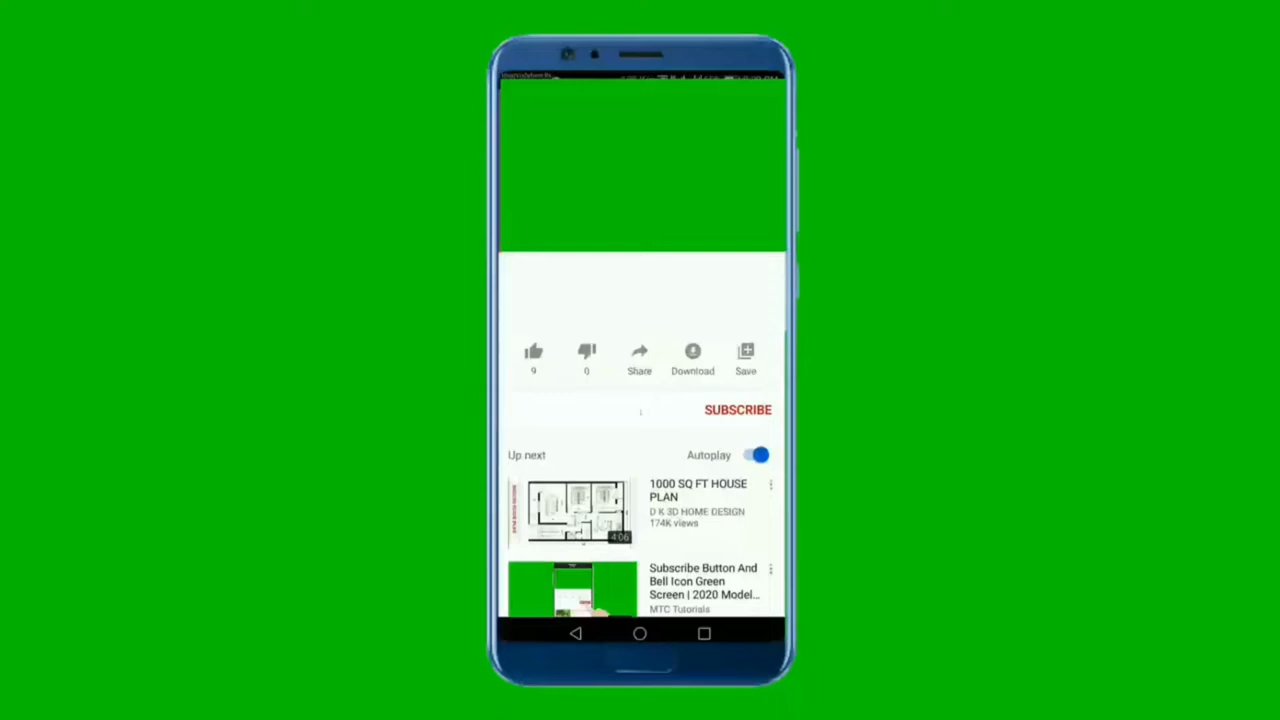 9
0
Share
Download
Save
SUBSCRIBE
Up next
Autoplay
1000 SQ FT HOUSE
PLAN
D K 3D HOME DESIGN
174K views
4:06
Subscribe Button And
Bell Icon Green
Screen | 2020 Model...
MTC Tutorials